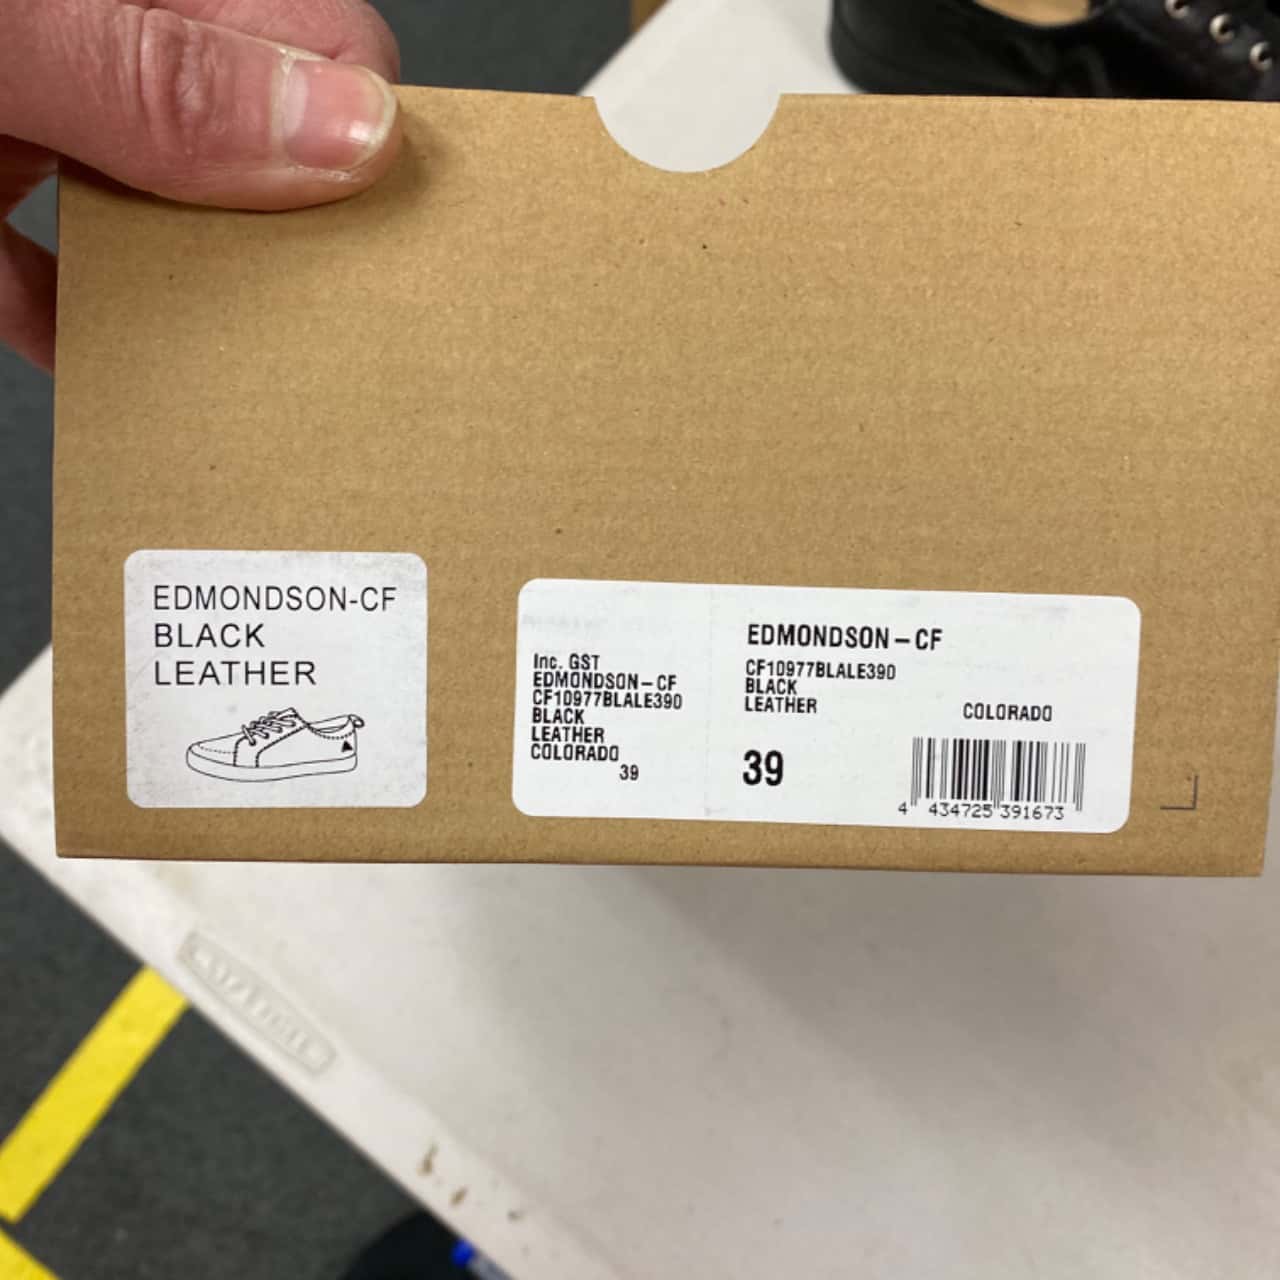 EDMONDSON-CF
BLACK
LEATHER
Inc. GST
EDMONDSON-CF
CF10977BLALE390
BLACK
LEATHER
COLORADO
39
EDMONDSON-CF
CF10977BLALE390
BLACK
LEATHER
COLORADO
39
4 434725 391673